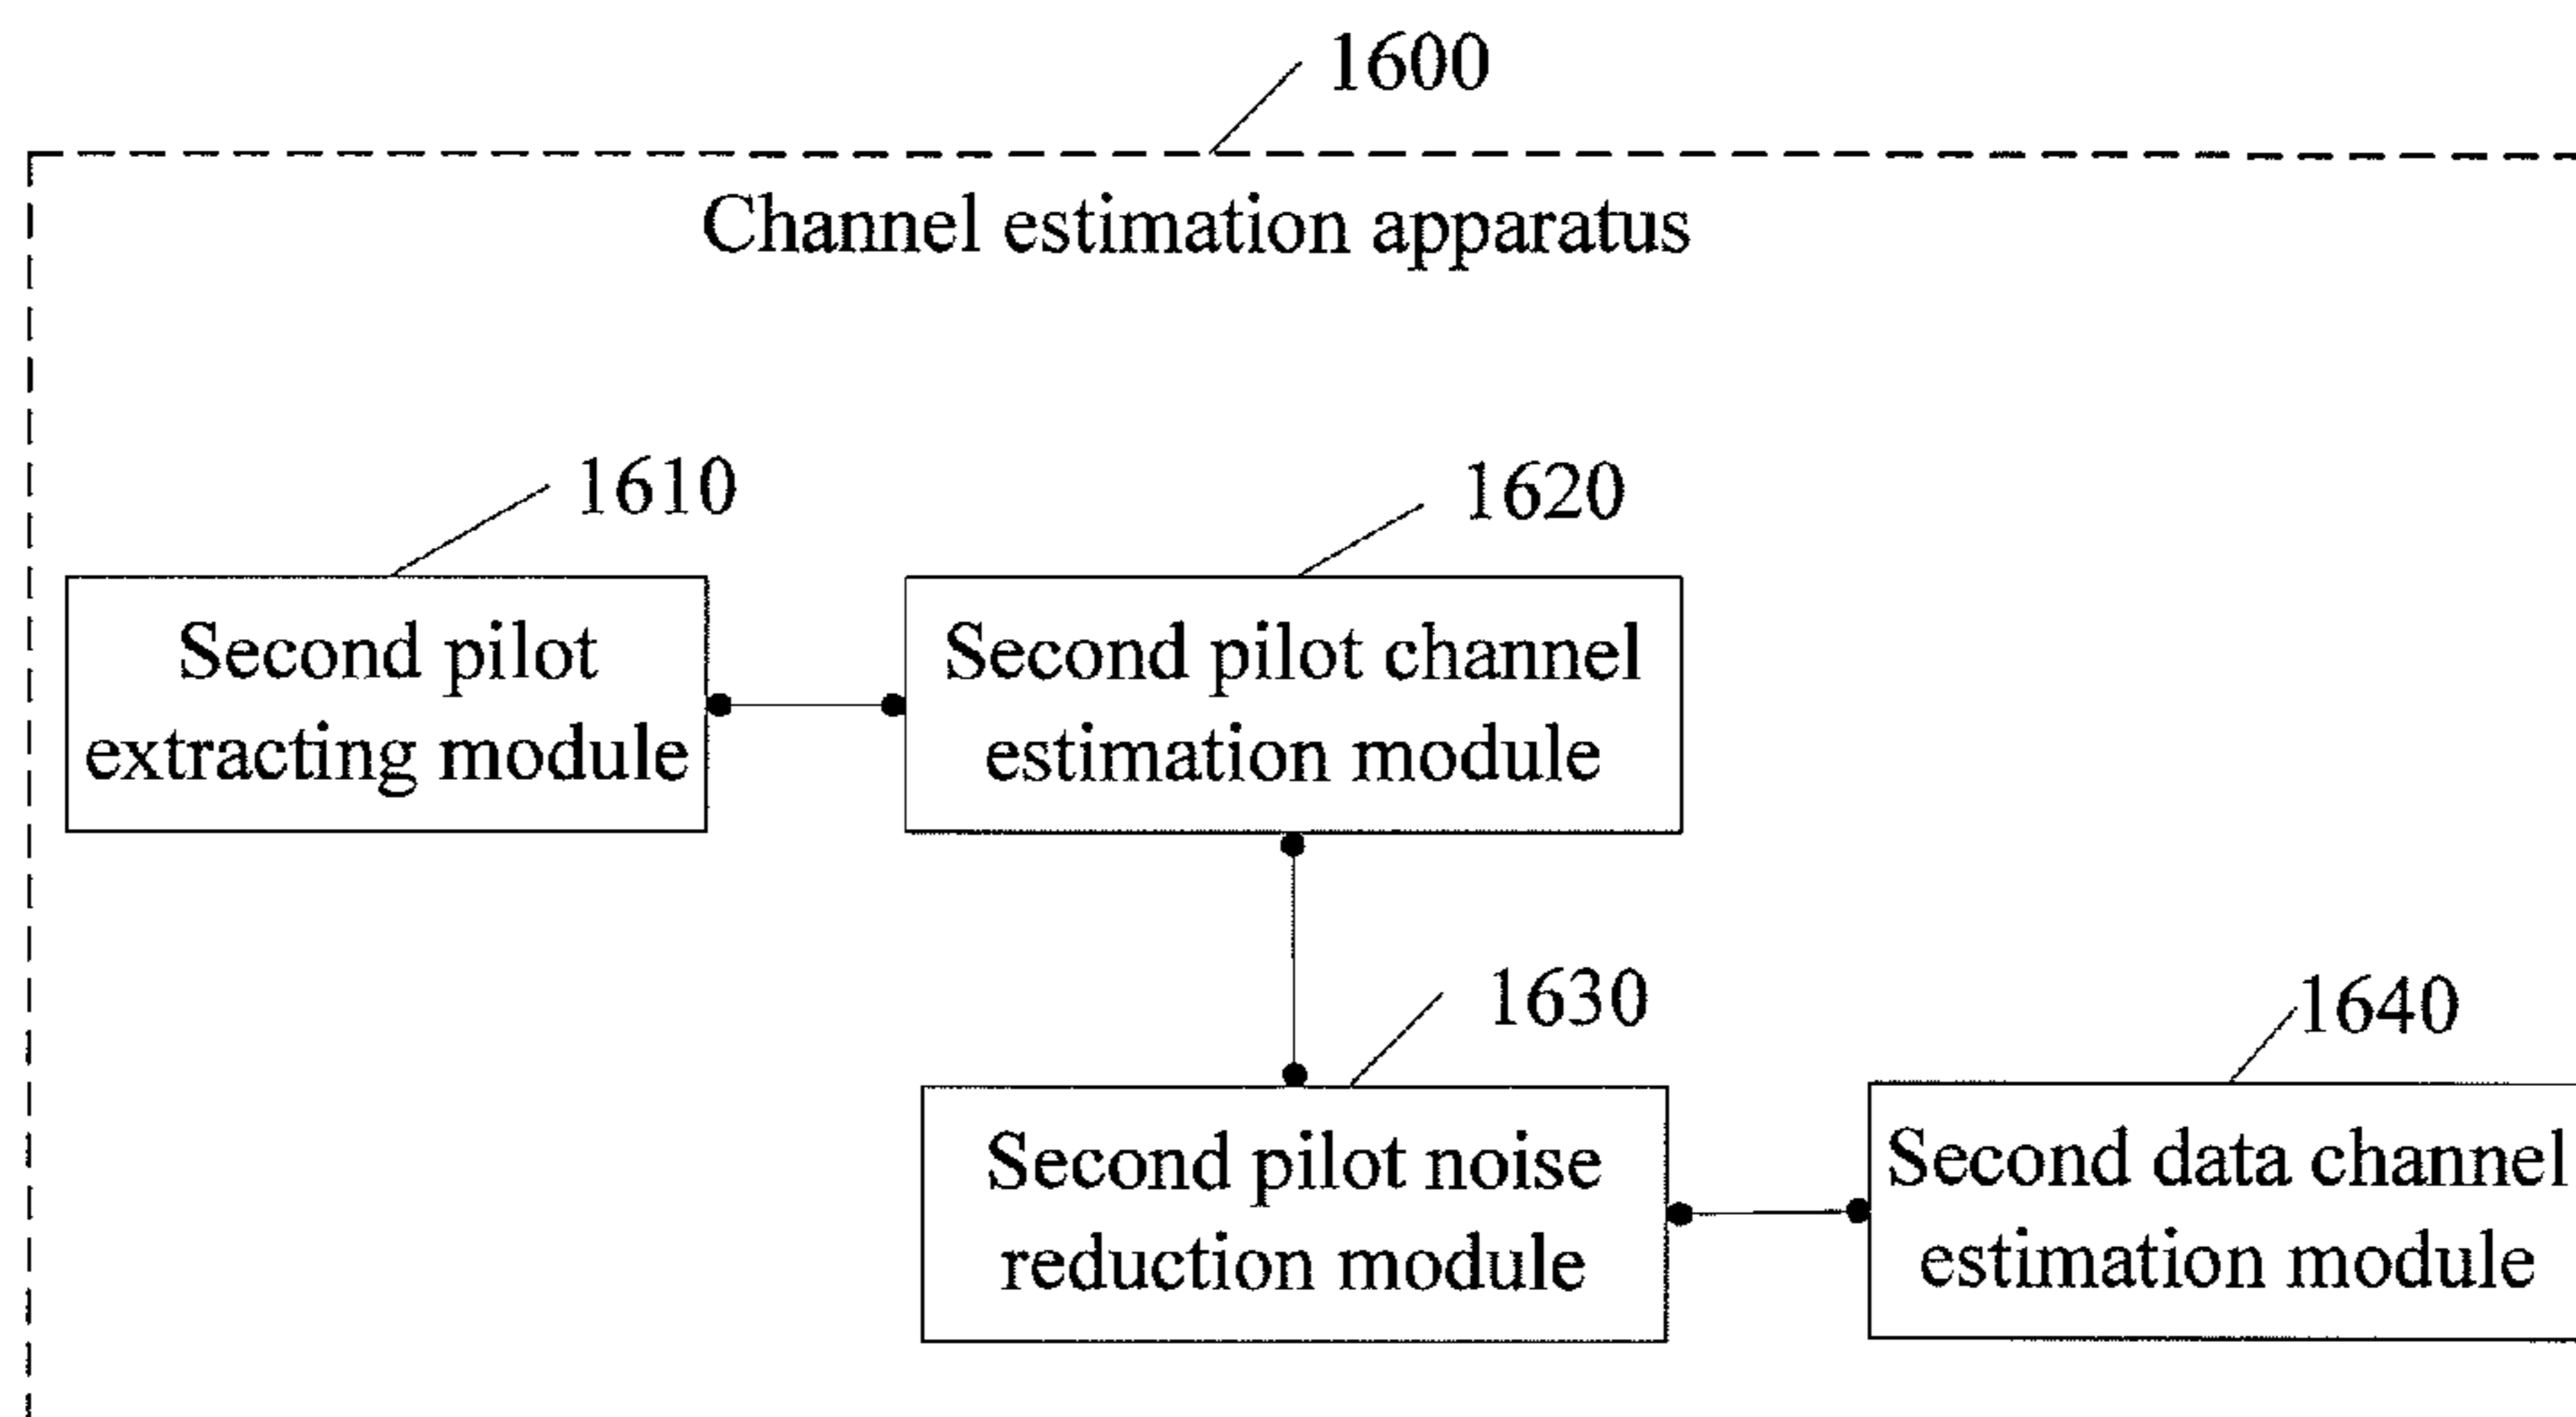 1600
Channel estimation apparatus
1610
1620
Second pilot
extracting module
Second pilot channel
estimation module
1630
1640
Second pilot noise
reduction module
Second data channel
estimation module